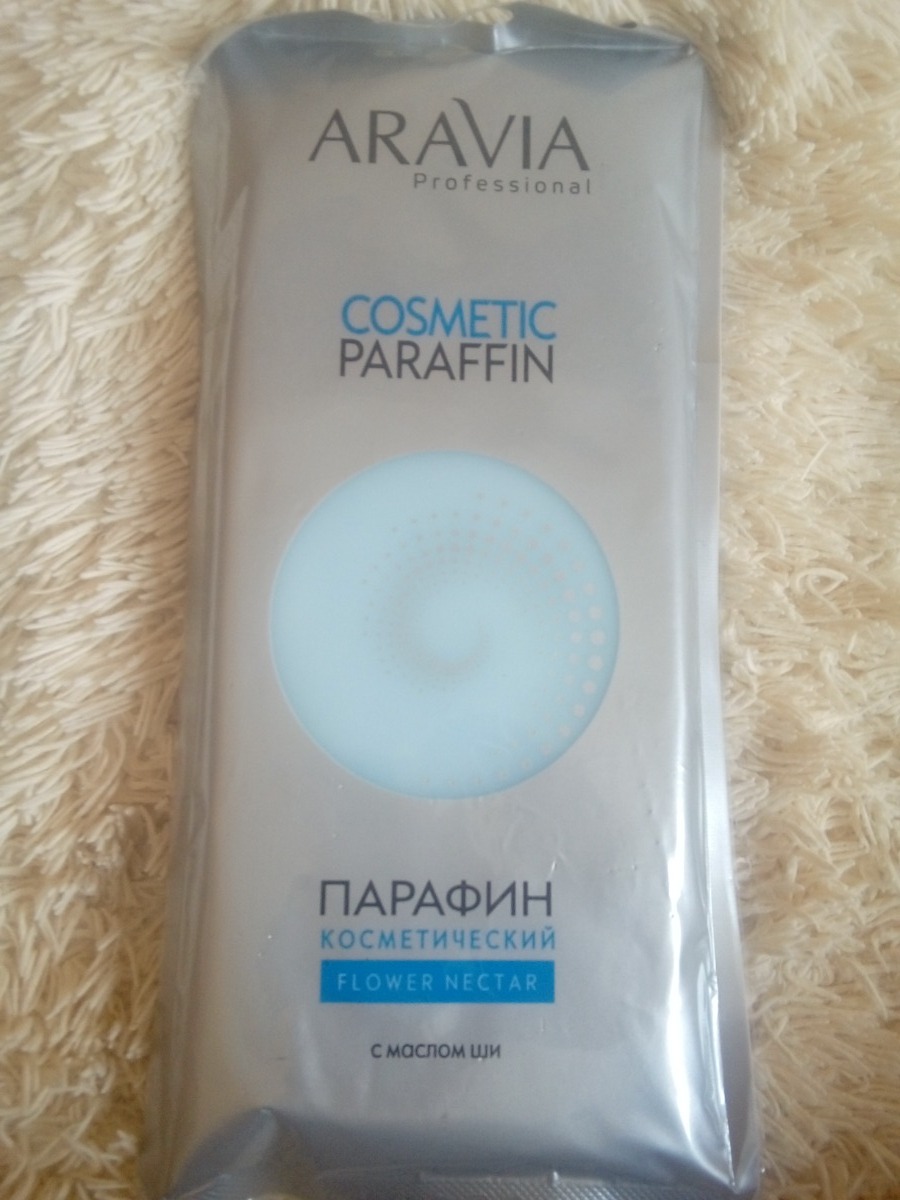 ARAVIA
Professional
COSMETIC
PARAFFIN
ПАРАФИН
КОСМЕТИЧЕСКИЙ
FLOWER NECTAR
с маслом ши